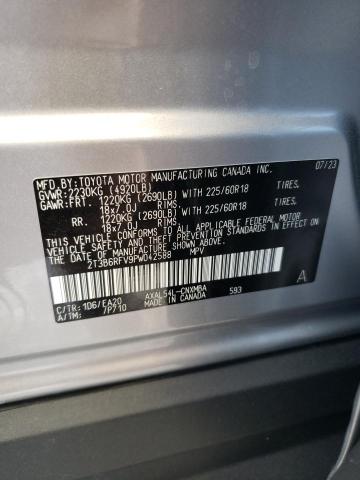 MFD. BY:TOYOTA MOTOR MANUFACTURING CANADA INC. 07/23
GVWR:2230KG (4920LB)
GAWR:FRT. 1220KG (2690LB) WITH 225/60R18 TIRES,
18x7.0J RIMS,
RR. 1220KG (2690LB) WITH 225/60R18 TIRES,
18x7.0J RIMS,
THIS VEHICLE CONFORMS TO ALL APPLICABLE FEDERAL MOTOR
VEHICLE SAFETY AND THEFT PREVENTION
STANDARDS IN EFFECT ON THE DATE OF MANUFACTURE SHOWN ABOVE.
2T3B6RFV9PW042588 MPV
A
C/TR:1D6/EA20 AXAL54L-CNXMBA 593
A/TM: 7P710 MADE IN CANADA